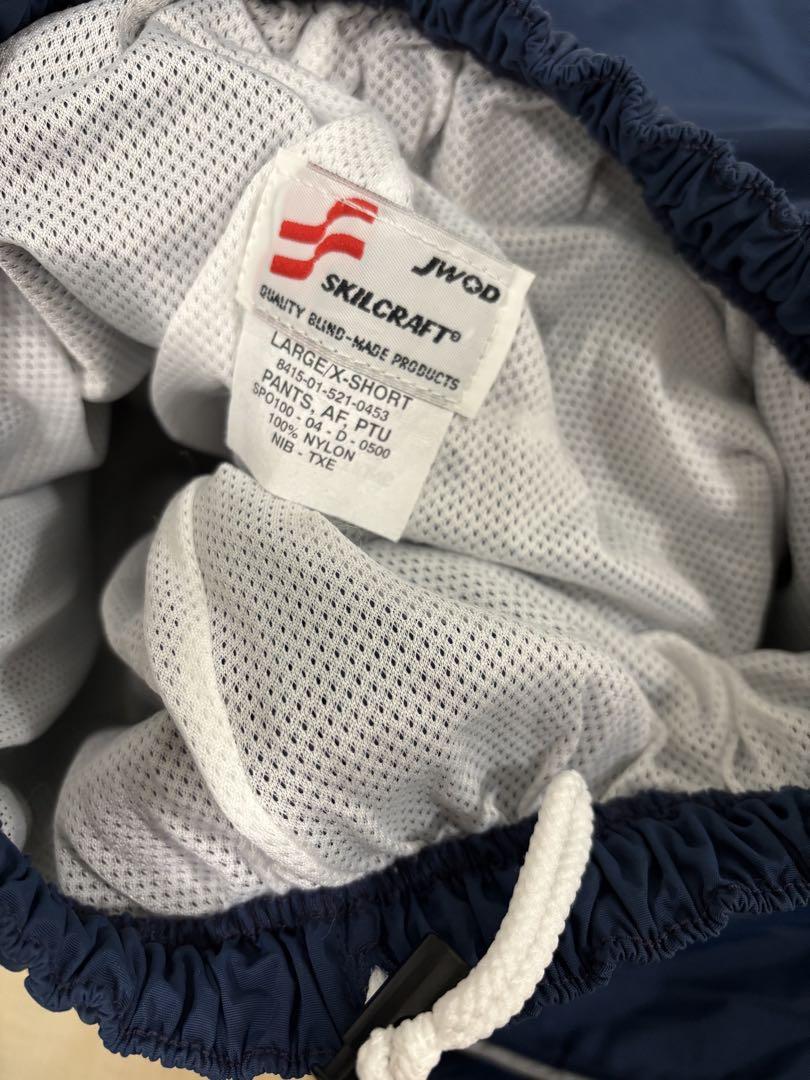 JWOD
SKILCRAFT®
QUALITY BLIND-MADE PRODUCTS
LARGE/X-SHORT
8415-01-521-0453
PANTS, AF, PTU
SPO100 - 04 - D - 0500
100% NYLON
NIB - TXE